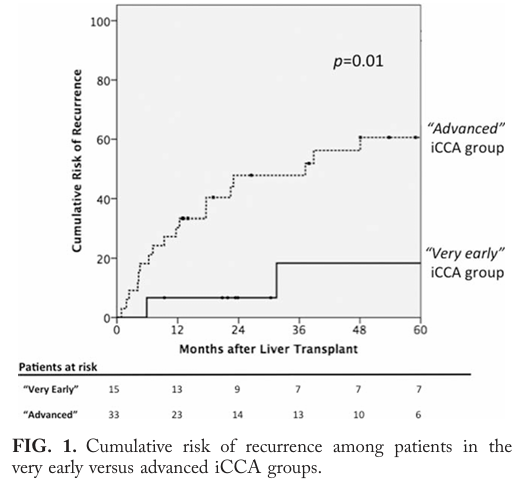 100
80
60
40
20
0
Cumulative Risk of Recurrence
p=0.01
"Advanced"
iCCA group
"Very early"
iCCA group
0 12 24 36 48 60
Months after Liver Transplant
Patients at risk
"Very Early" 15 13 9 7 7 7
"Advanced" 33 23 14 13 10 6
FIG. 1. Cumulative risk of recurrence among patients in the
very early versus advanced iCCA groups.